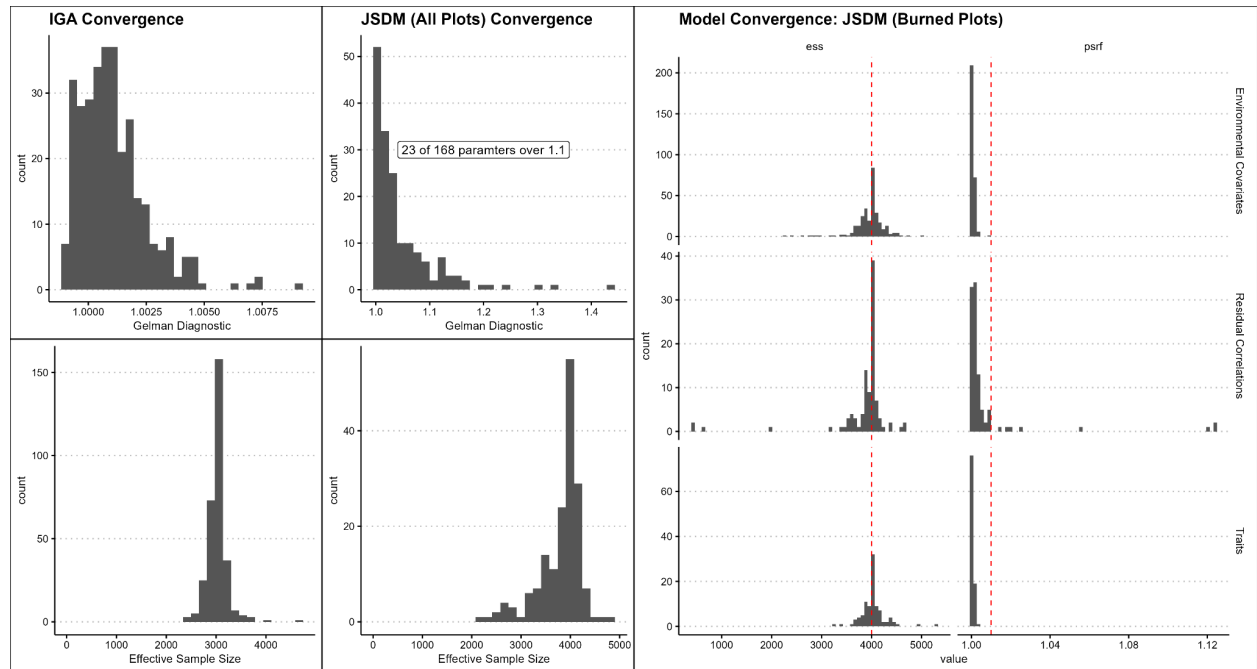 IGA Convergence
count
30
20
10
0
1.0000 1.0025 1.0050 1.0075
Gelman Diagnostic
JSDM (All Plots) Convergence
count
50
40
30
20
10
0
23 of 168 paramters over 1.1
1.0 1.1 1.2 1.3 1.4
Gelman Diagnostic
count
150
100
50
0
0 1000 2000 3000 4000
Effective Sample Size
count
40
20
0
0 1000 2000 3000 4000 5000
Effective Sample Size
Model Convergence: JSDM (Burned Plots)
ess psrf
200
150
100
50
0
Environmental Covariates
count
40
30
20
10
0
Residual Correlations
60
40
20
0
Traits
1000 2000 3000 4000 5000 1.00 1.04 1.08 1.12
value